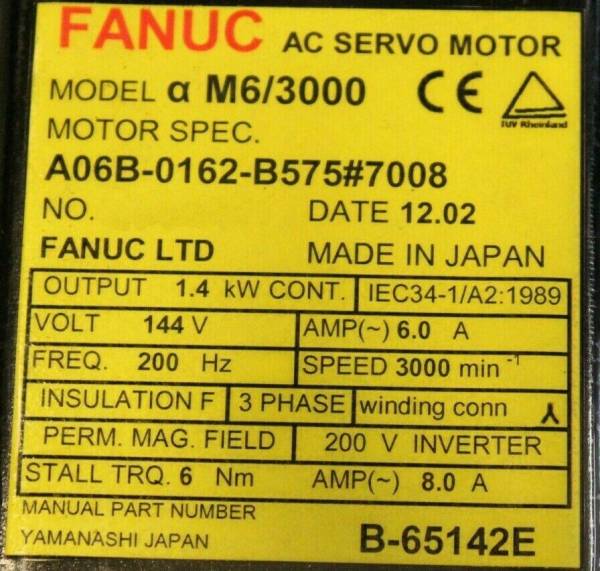 FANUC AC SERVO MOTOR
MODEL α M6/3000 CE
TUV Rheinland
MOTOR SPEC.
A06B-0162-B575#7008
NO. DATE 12.02
FANUC LTD MADE IN JAPAN
OUTPUT 1.4 kW CONT. IEC34-1/A2:1989
VOLT 144 V AMP(~) 6.0 A
FREQ. 200 Hz SPEED 3000 min⁻¹
INSULATION F 3 PHASE winding conn
PERM. MAG. FIELD 200 V INVERTER
STALL TRQ. 6 Nm AMP(~) 8.0 A
MANUAL PART NUMBER
YAMANASHI JAPAN B-65142E